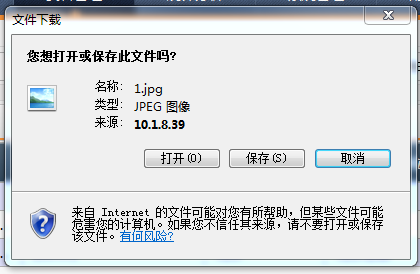 文件下载
您想打开或保存此文件吗?
名称: 1.jpg
类型: JPEG 图像
来源: 10.1.8.39
打开(O) 保存(S) 取消
来自 Internet 的文件可能对您有所帮助，但某些文件可能
危害您的计算机。如果您不信任其来源，请不要打开或保存
该文件。有何风险?